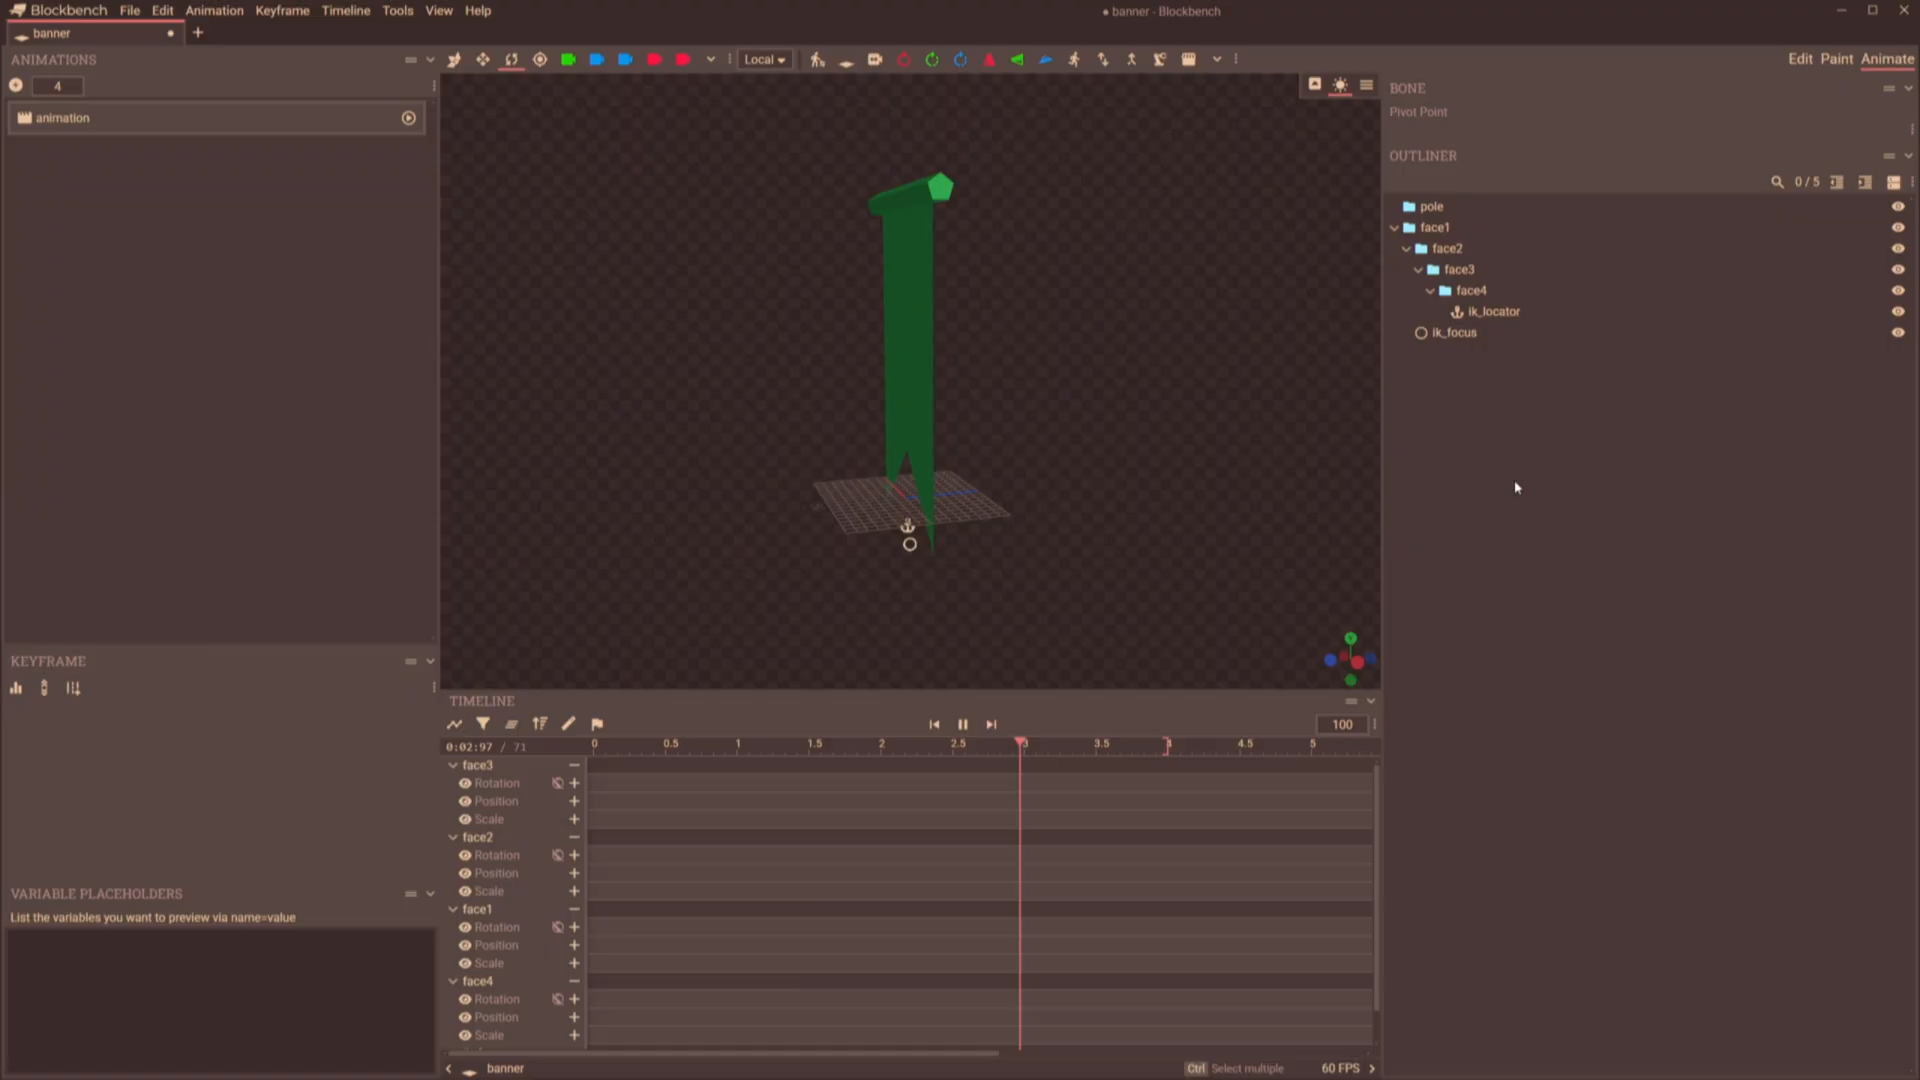 Blockbench File Edit Animation Keyframe Timeline Tools View Help
• banner - Blockbench
banner
ANIMATIONS
4
animation
Local
Edit Paint Animate
BONE
Pivot Point
OUTLINER
0 / 5
pole
face1
face2
face3
face4
ik_locator
ik_focus
KEYFRAME
VARIABLE PLACEHOLDERS
List the variables you want to preview via name=value
TIMELINE
100
0:02:97 / 71
0 0.5 1 1.5 2 2.5 3 3.5 4 4.5 5
face3
Rotation
Position
Scale
face2
Rotation
Position
Scale
face1
Rotation
Position
Scale
face4
Rotation
Position
Scale
banner
Ctrl Select multiple
60 FPS